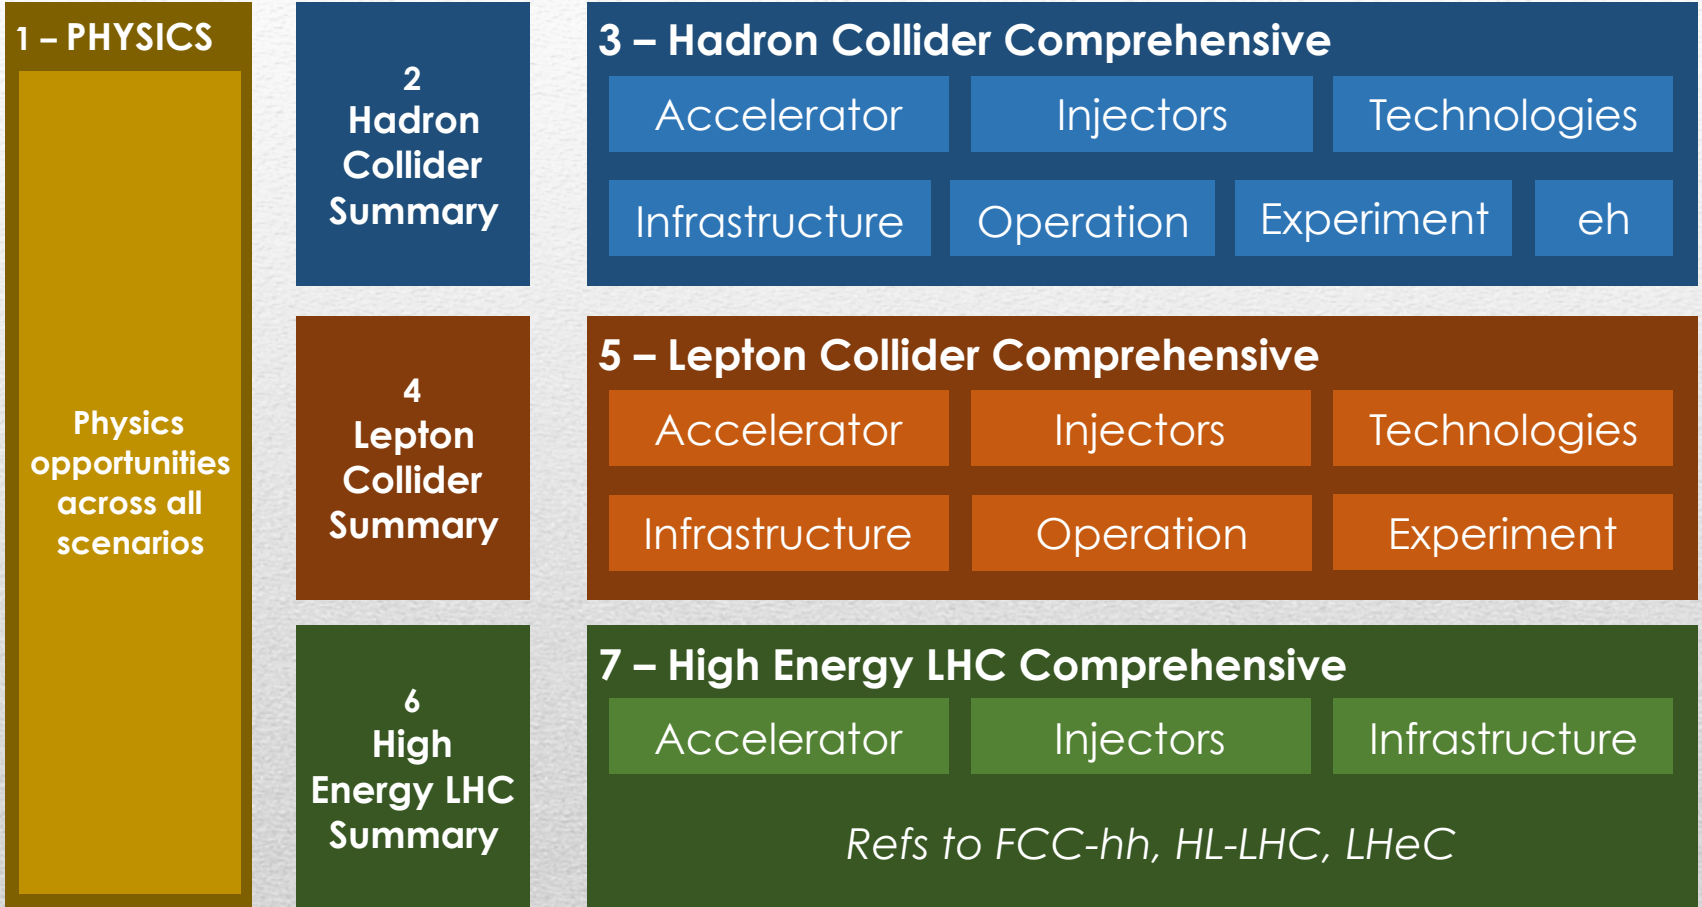 1 – PHYSICS
Physics
opportunities
across all
scenarios
2
Hadron
Collider
Summary
3 – Hadron Collider Comprehensive
Accelerator
Injectors
Technologies
Infrastructure
Operation
Experiment
eh
4
Lepton
Collider
Summary
5 – Lepton Collider Comprehensive
Accelerator
Injectors
Technologies
Infrastructure
Operation
Experiment
6
High
Energy LHC
Summary
7 – High Energy LHC Comprehensive
Accelerator
Injectors
Infrastructure
Refs to FCC-hh, HL-LHC, LHeC